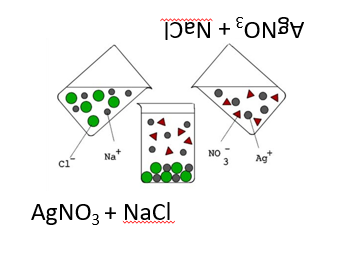 AgNO₃ + NaCl
Cl⁻ Na⁺ NO₃⁻ Ag⁺
AgNO₃ + NaCl